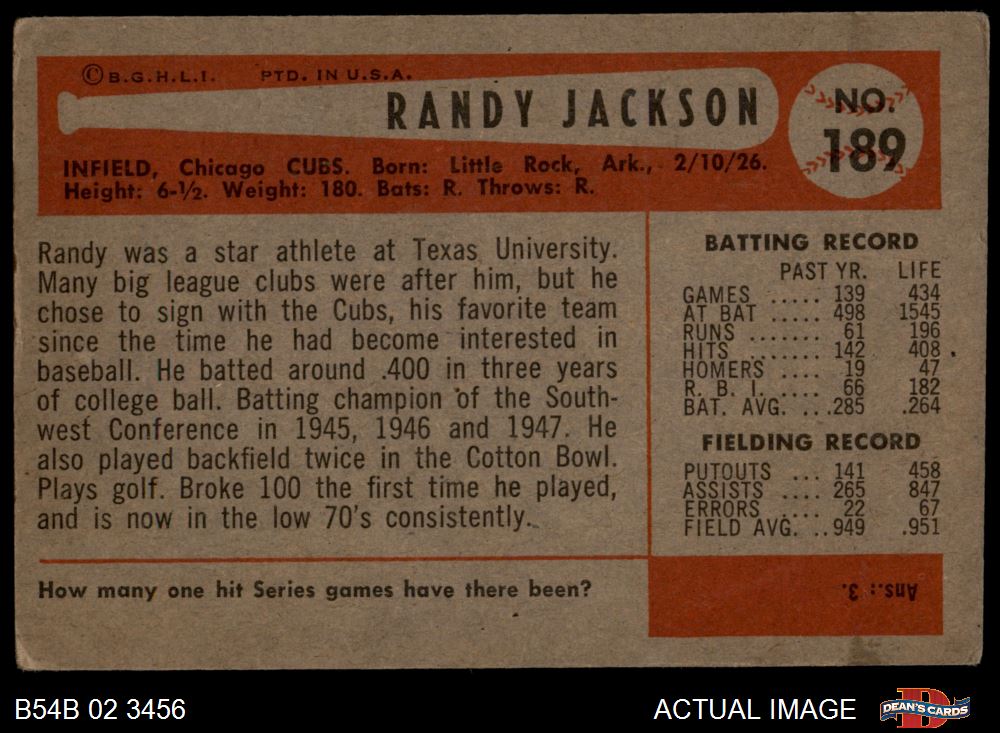 ©B.G.H.L.I. PTD. IN U.S.A.
RANDY JACKSON
NO.
189
INFIELD, Chicago CUBS. Born: Little Rock, Ark., 2/10/26.
Height: 6-½. Weight: 180. Bats: R. Throws: R.
Randy was a star athlete at Texas University.
Many big league clubs were after him, but he
chose to sign with the Cubs, his favorite team
since the time he had become interested in
baseball. He batted around .400 in three years
of college ball. Batting champion of the South-
west Conference in 1945, 1946 and 1947. He
also played backfield twice in the Cotton Bowl.
Plays golf. Broke 100 the first time he played,
and is now in the low 70's consistently.
BATTING RECORD
PAST YR. LIFE
GAMES ..... 139 434
AT BAT ..... 498 1545
RUNS ....... 61 196
HITS ....... 142 408
HOMERS .... 19 47
R. B. I. .... 66 182
BAT. AVG. ...285 .264
FIELDING RECORD
PUTOUTS ... 141 458
ASSISTS .... 265 847
ERRORS .... 22 67
FIELD AVG. ..949 .951
How many one hit Series games have there been?
Ans.: 3.
B54B 02 3456
ACTUAL IMAGE
D
DEAN'S CARDS